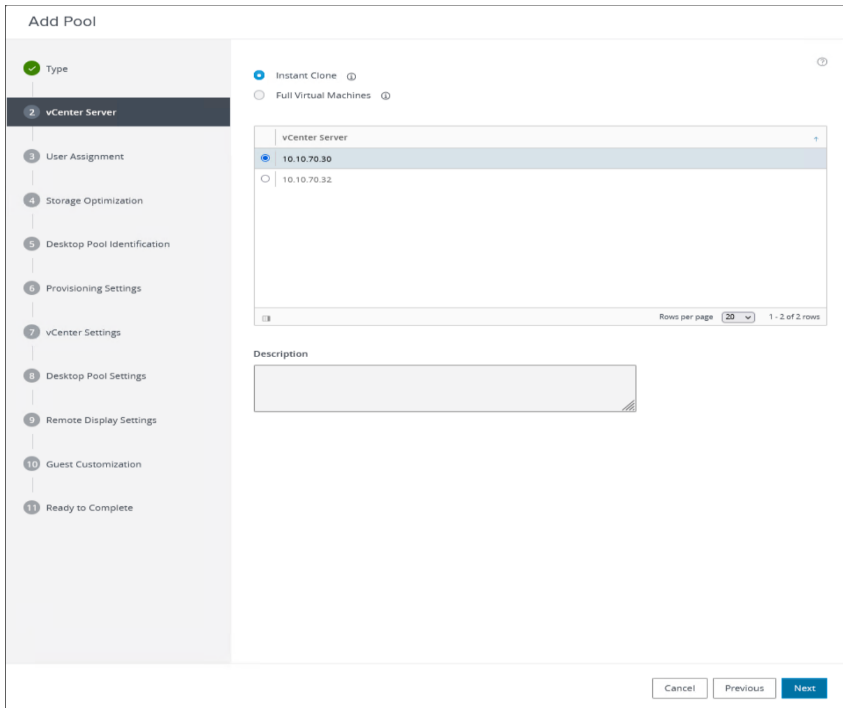 Add Pool
Type
2 vCenter Server
3 User Assignment
4 Storage Optimization
5 Desktop Pool Identification
6 Provisioning Settings
7 vCenter Settings
8 Desktop Pool Settings
9 Remote Display Settings
10 Guest Customization
11 Ready to Complete
Instant Clone
Full Virtual Machines
vCenter Server
10.10.70.30
10.10.70.32
Rows per page 20 1 - 2 of 2 rows
Description
Cancel Previous Next